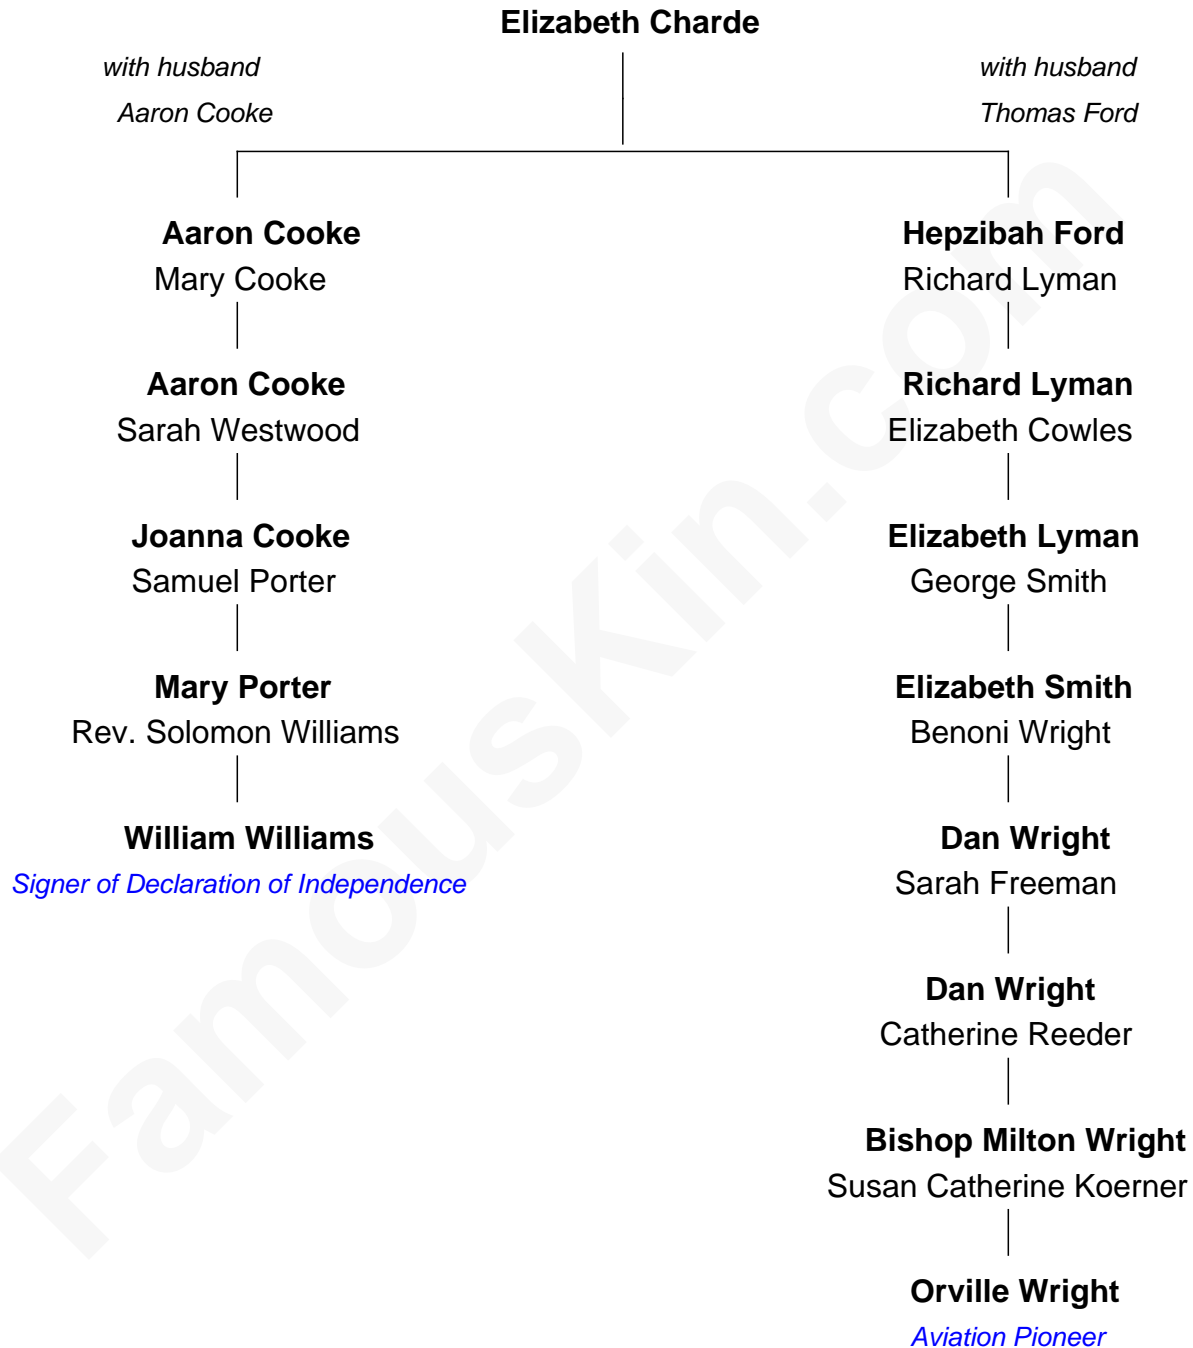 Elizabeth Charde
with husband
Aaron Cooke
with husband
Thomas Ford
Aaron Cooke
Mary Cooke
Aaron Cooke
Sarah Westwood
Joanna Cooke
Samuel Porter
Mary Porter
Rev. Solomon Williams
William Williams
Signer of Declaration of Independence
Hepzibah Ford
Richard Lyman
Richard Lyman
Elizabeth Cowles
Elizabeth Lyman
George Smith
Elizabeth Smith
Benoni Wright
Dan Wright
Sarah Freeman
Dan Wright
Catherine Reeder
Bishop Milton Wright
Susan Catherine Koerner
Orville Wright
Aviation Pioneer
FamousKin.com